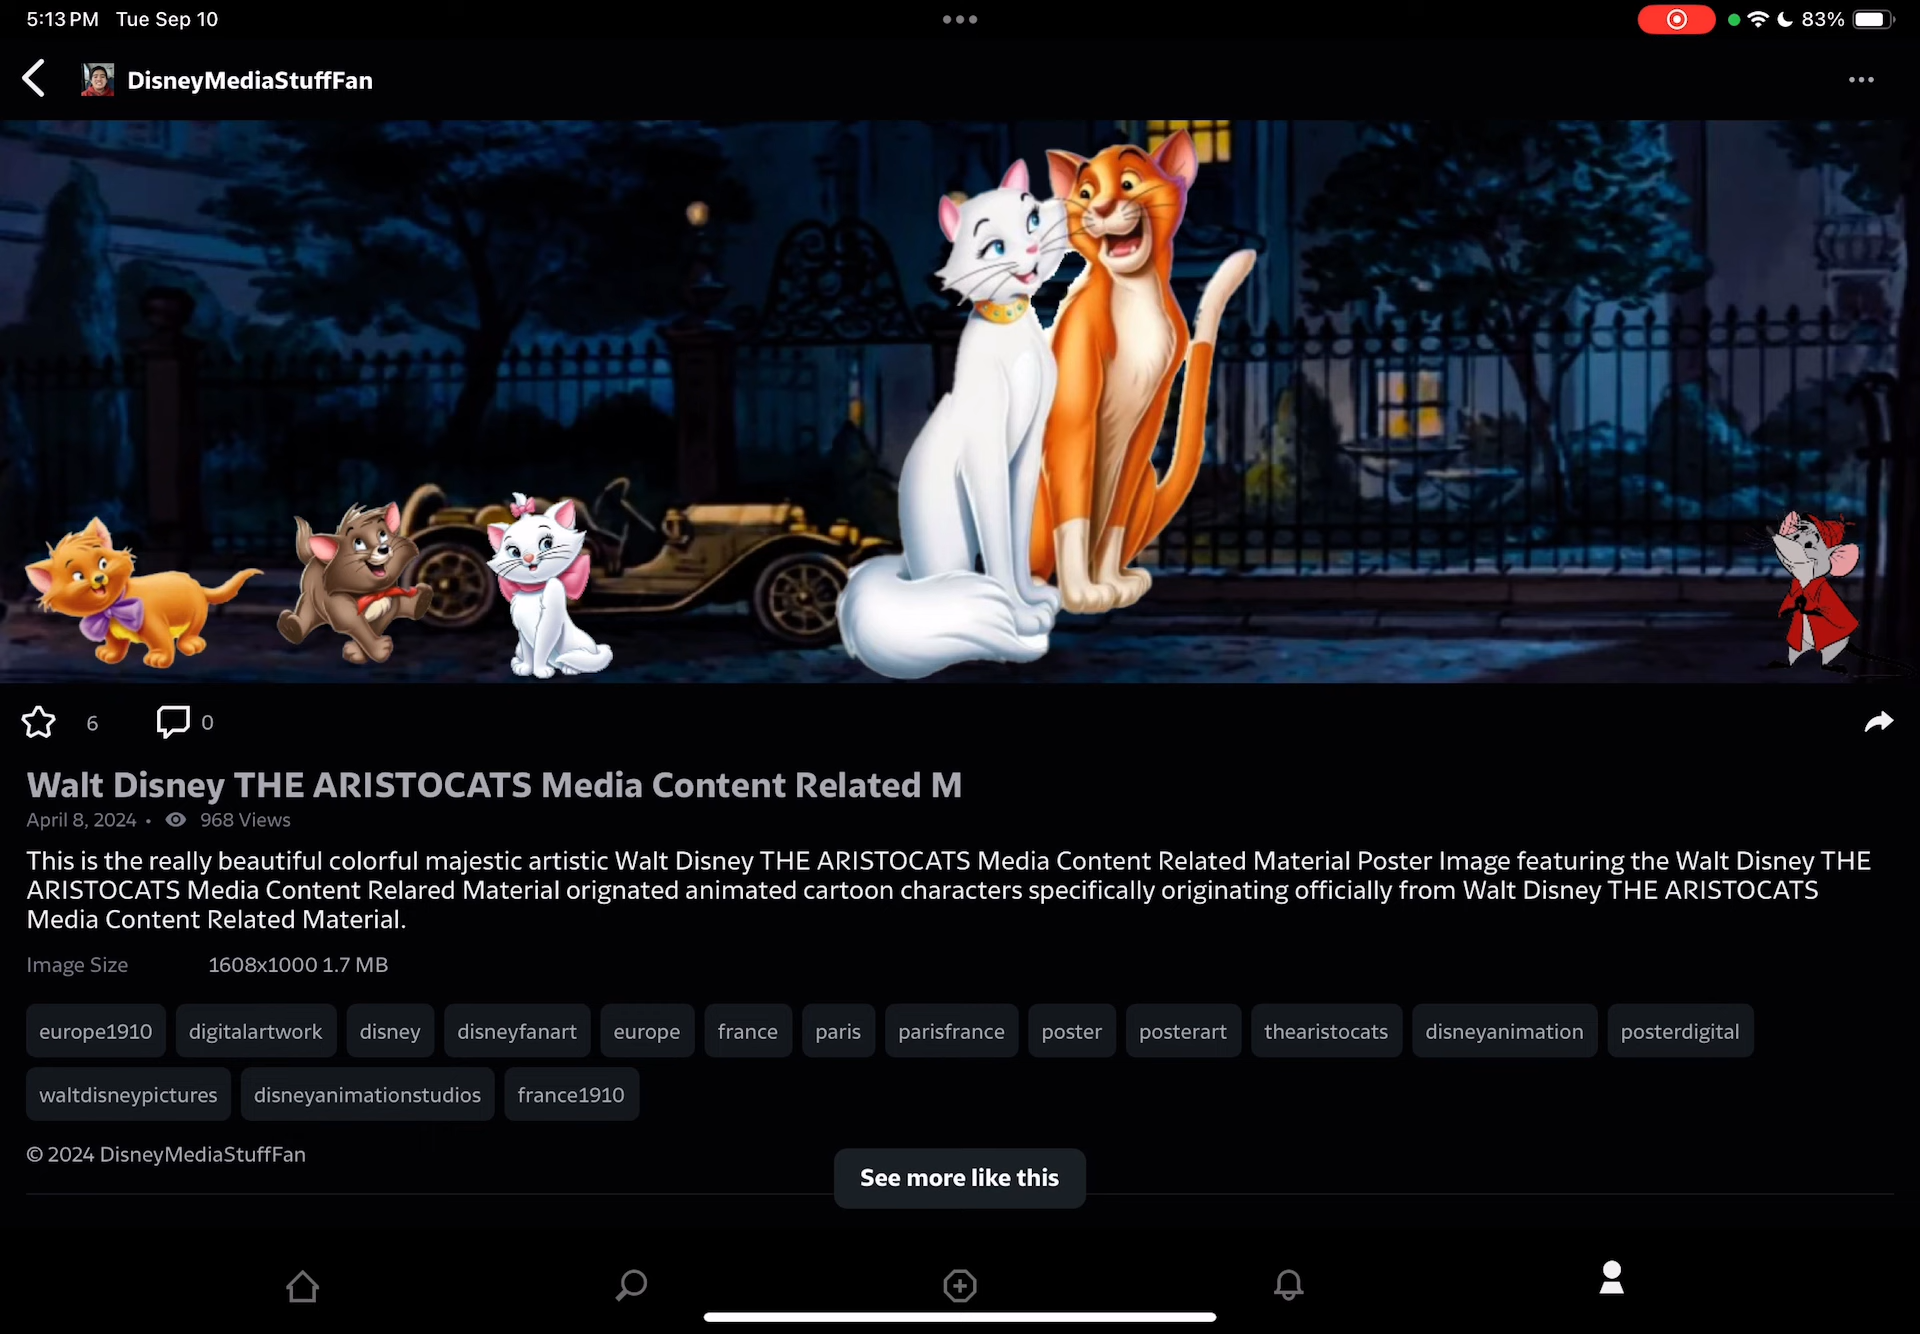 5:13 PM Tue Sep 10
83%
DisneyMediaStuffFan
6
0
Walt Disney THE ARISTOCATS Media Content Related M
April 8, 2024 • 968 Views
This is the really beautiful colorful majestic artistic Walt Disney THE ARISTOCATS Media Content Related Material Poster Image featuring the Walt Disney THE
ARISTOCATS Media Content Relared Material orignated animated cartoon characters specifically originating officially from Walt Disney THE ARISTOCATS
Media Content Related Material.
Image Size 1608x1000 1.7 MB
europe1910 digitalartwork disney disneyfanart europe france paris parisfrance poster posterart thearistocats disneyanimation posterdigital
waltdisneypictures disneyanimationstudios france1910
© 2024 DisneyMediaStuffFan
See more like this